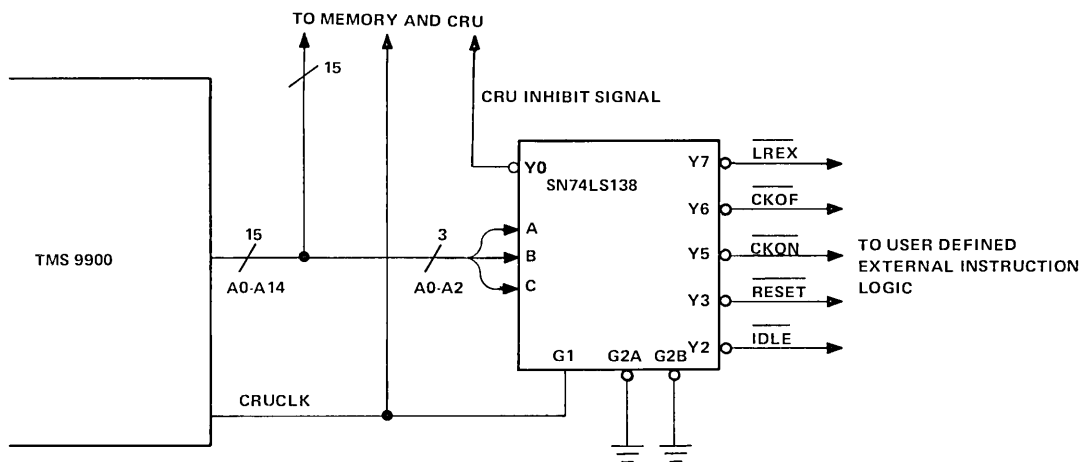 TO MEMORY AND CRU
15
CRU INHIBIT SIGNAL
Y0
SN74LS138
Y7
LREX
Y6
CKOF
Y5
CKON
Y3
RESET
Y2
IDLE
TO USER DEFINED
EXTERNAL INSTRUCTION
LOGIC
TMS 9900
15
A0-A14
3
A0-A2
A
B
C
G1
G2A
G2B
CRUCLK